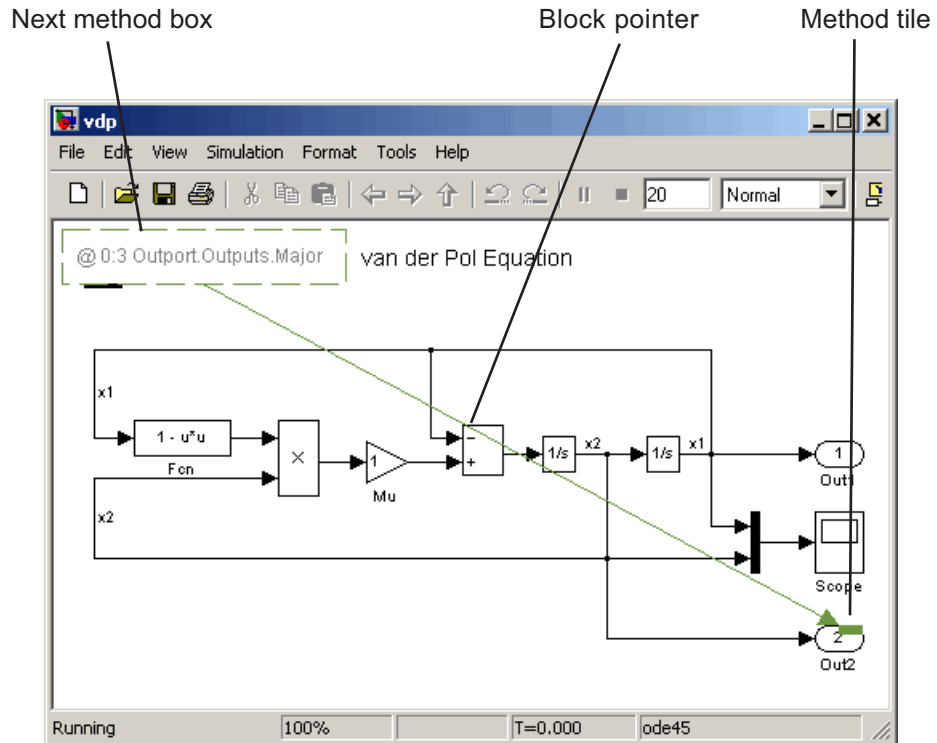 Next method box
Block pointer
Method tile
vdp
File Edit View Simulation Format Tools Help
20
Normal
@ 0:3 Outport.Outputs.Major
van der Pol Equation
x1
1 - u*u
Fcn
×
1
Mu
−
+
1/s
x2
1/s
x1
1
Out1
x2
Scope
2
Out2
Running
100%
T=0.000
ode45